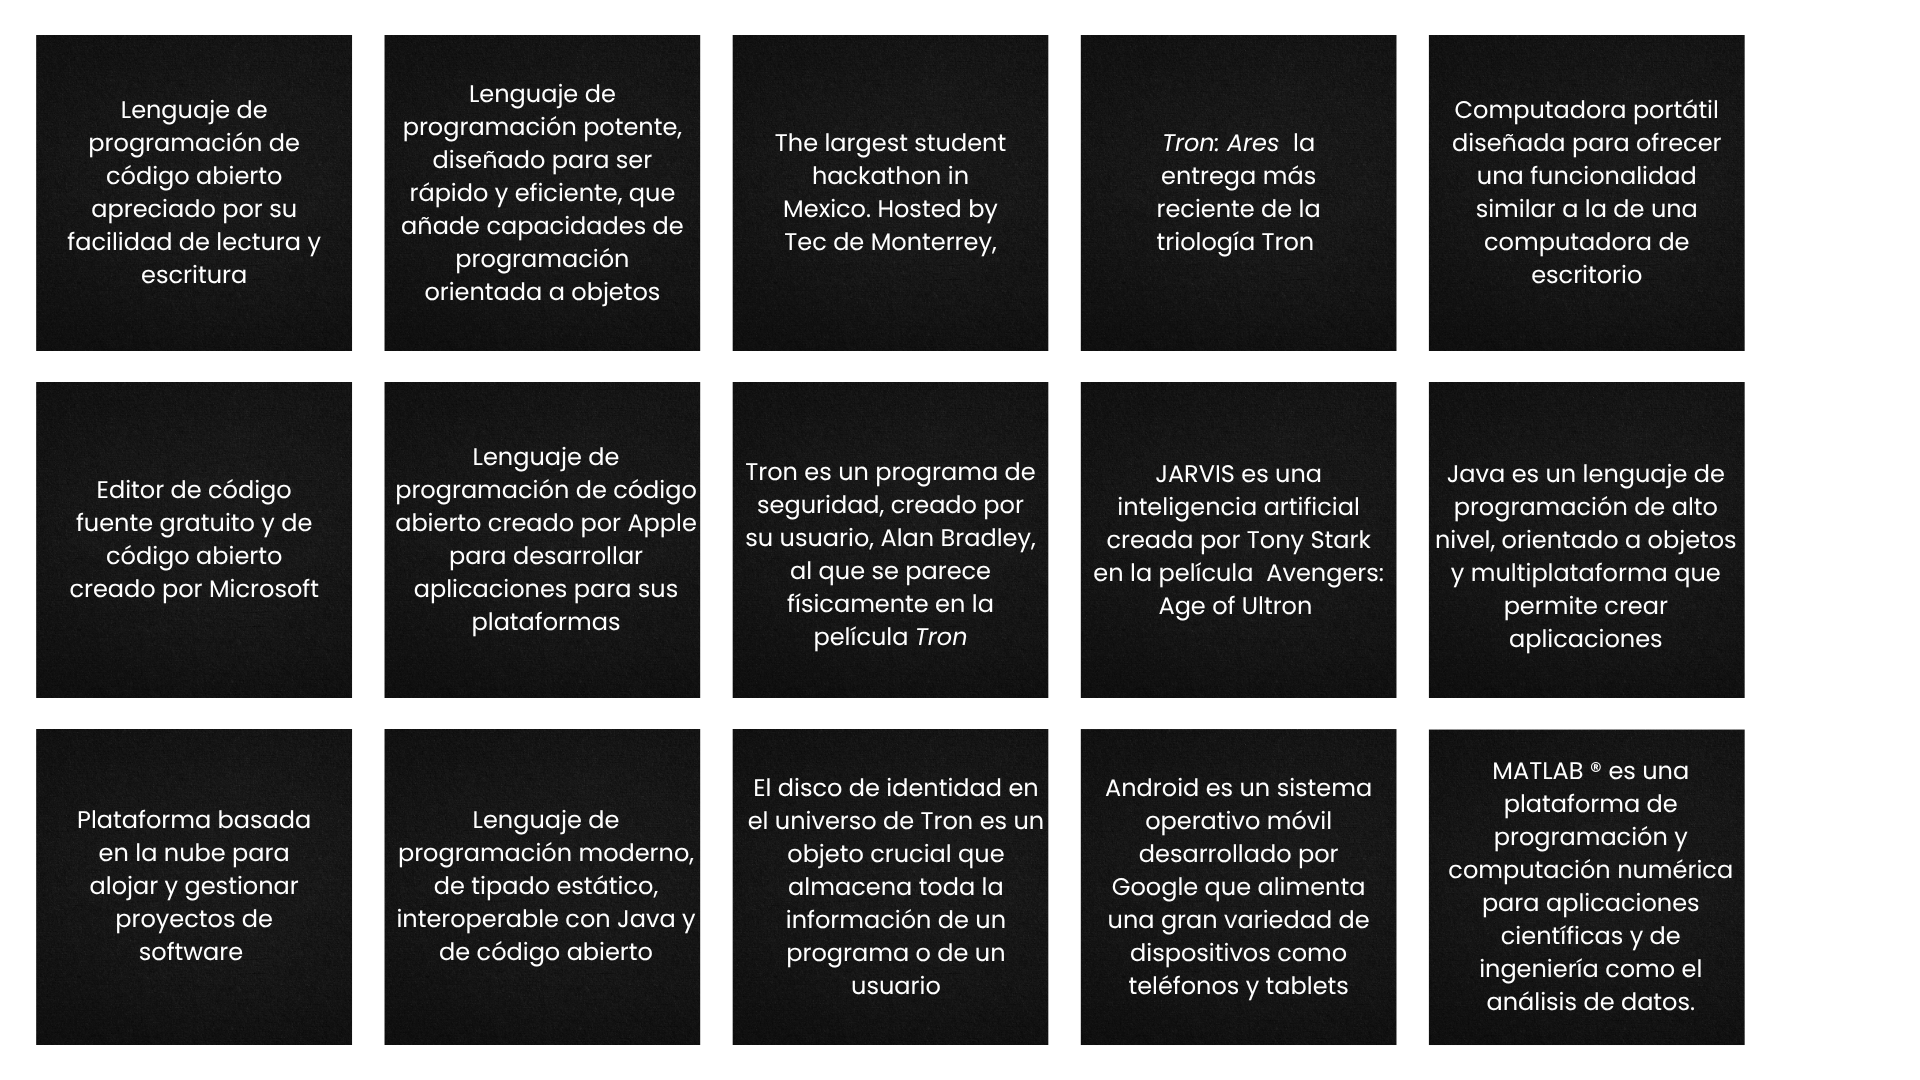 Lenguaje de
programación de
código abierto
apreciado por su
facilidad de lectura y
escritura
Lenguaje de
programación potente,
diseñado para ser
rápido y eficiente, que
añade capacidades de
programación
orientada a objetos
The largest student
hackathon in
Mexico. Hosted by
Tec de Monterrey,
Tron: Ares la
entrega más
reciente de la
triología Tron
Computadora portátil
diseñada para ofrecer
una funcionalidad
similar a la de una
computadora de
escritorio
Editor de código
fuente gratuito y de
código abierto
creado por Microsoft
Lenguaje de
programación de código
abierto creado por Apple
para desarrollar
aplicaciones para sus
plataformas
Tron es un programa de
seguridad, creado por
su usuario, Alan Bradley,
al que se parece
físicamente en la
película Tron
JARVIS es una
inteligencia artificial
creada por Tony Stark
en la película Avengers:
Age of Ultron
Java es un lenguaje de
programación de alto
nivel, orientado a objetos
y multiplataforma que
permite crear
aplicaciones
Plataforma basada
en la nube para
alojar y gestionar
proyectos de
software
Lenguaje de
programación moderno,
de tipado estático,
interoperable con Java y
de código abierto
El disco de identidad en
el universo de Tron es un
objeto crucial que
almacena toda la
información de un
programa o de un
usuario
Android es un sistema
operativo móvil
desarrollado por
Google que alimenta
una gran variedad de
dispositivos como
teléfonos y tablets
MATLAB ® es una
plataforma de
programación y
computación numérica
para aplicaciones
científicas y de
ingeniería como el
análisis de datos.